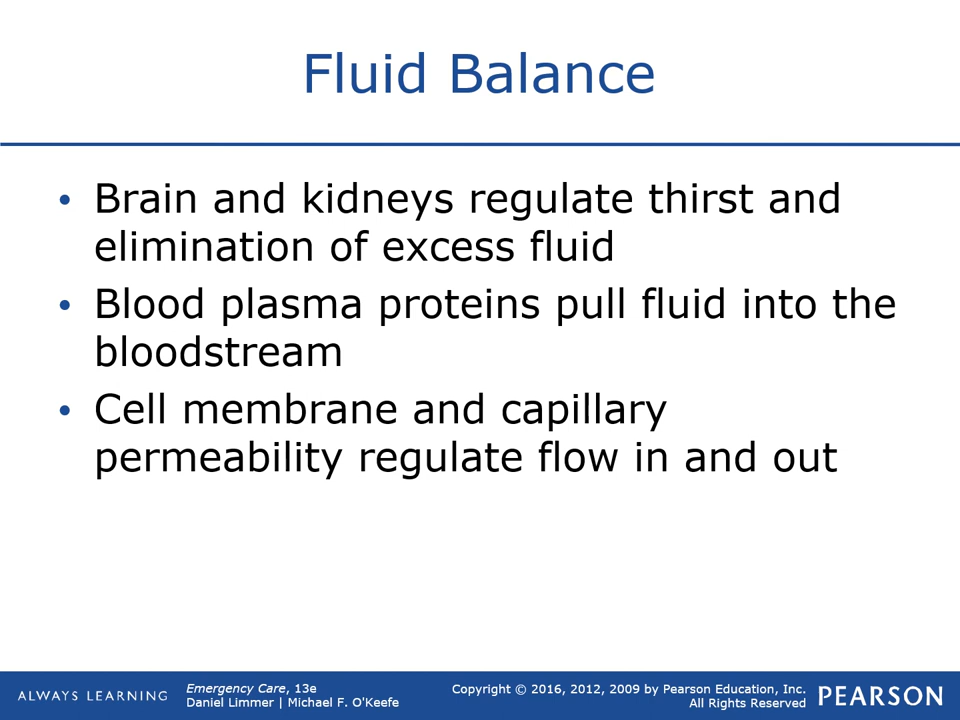 Fluid Balance
• Brain and kidneys regulate thirst and
elimination of excess fluid
• Blood plasma proteins pull fluid into the
bloodstream
• Cell membrane and capillary
permeability regulate flow in and out
ALWAYS LEARNING
Emergency Care, 13e
Daniel Limmer | Michael F. O'Keefe
Copyright © 2016, 2012, 2009 by Pearson Education, Inc.
All Rights Reserved
PEARSON